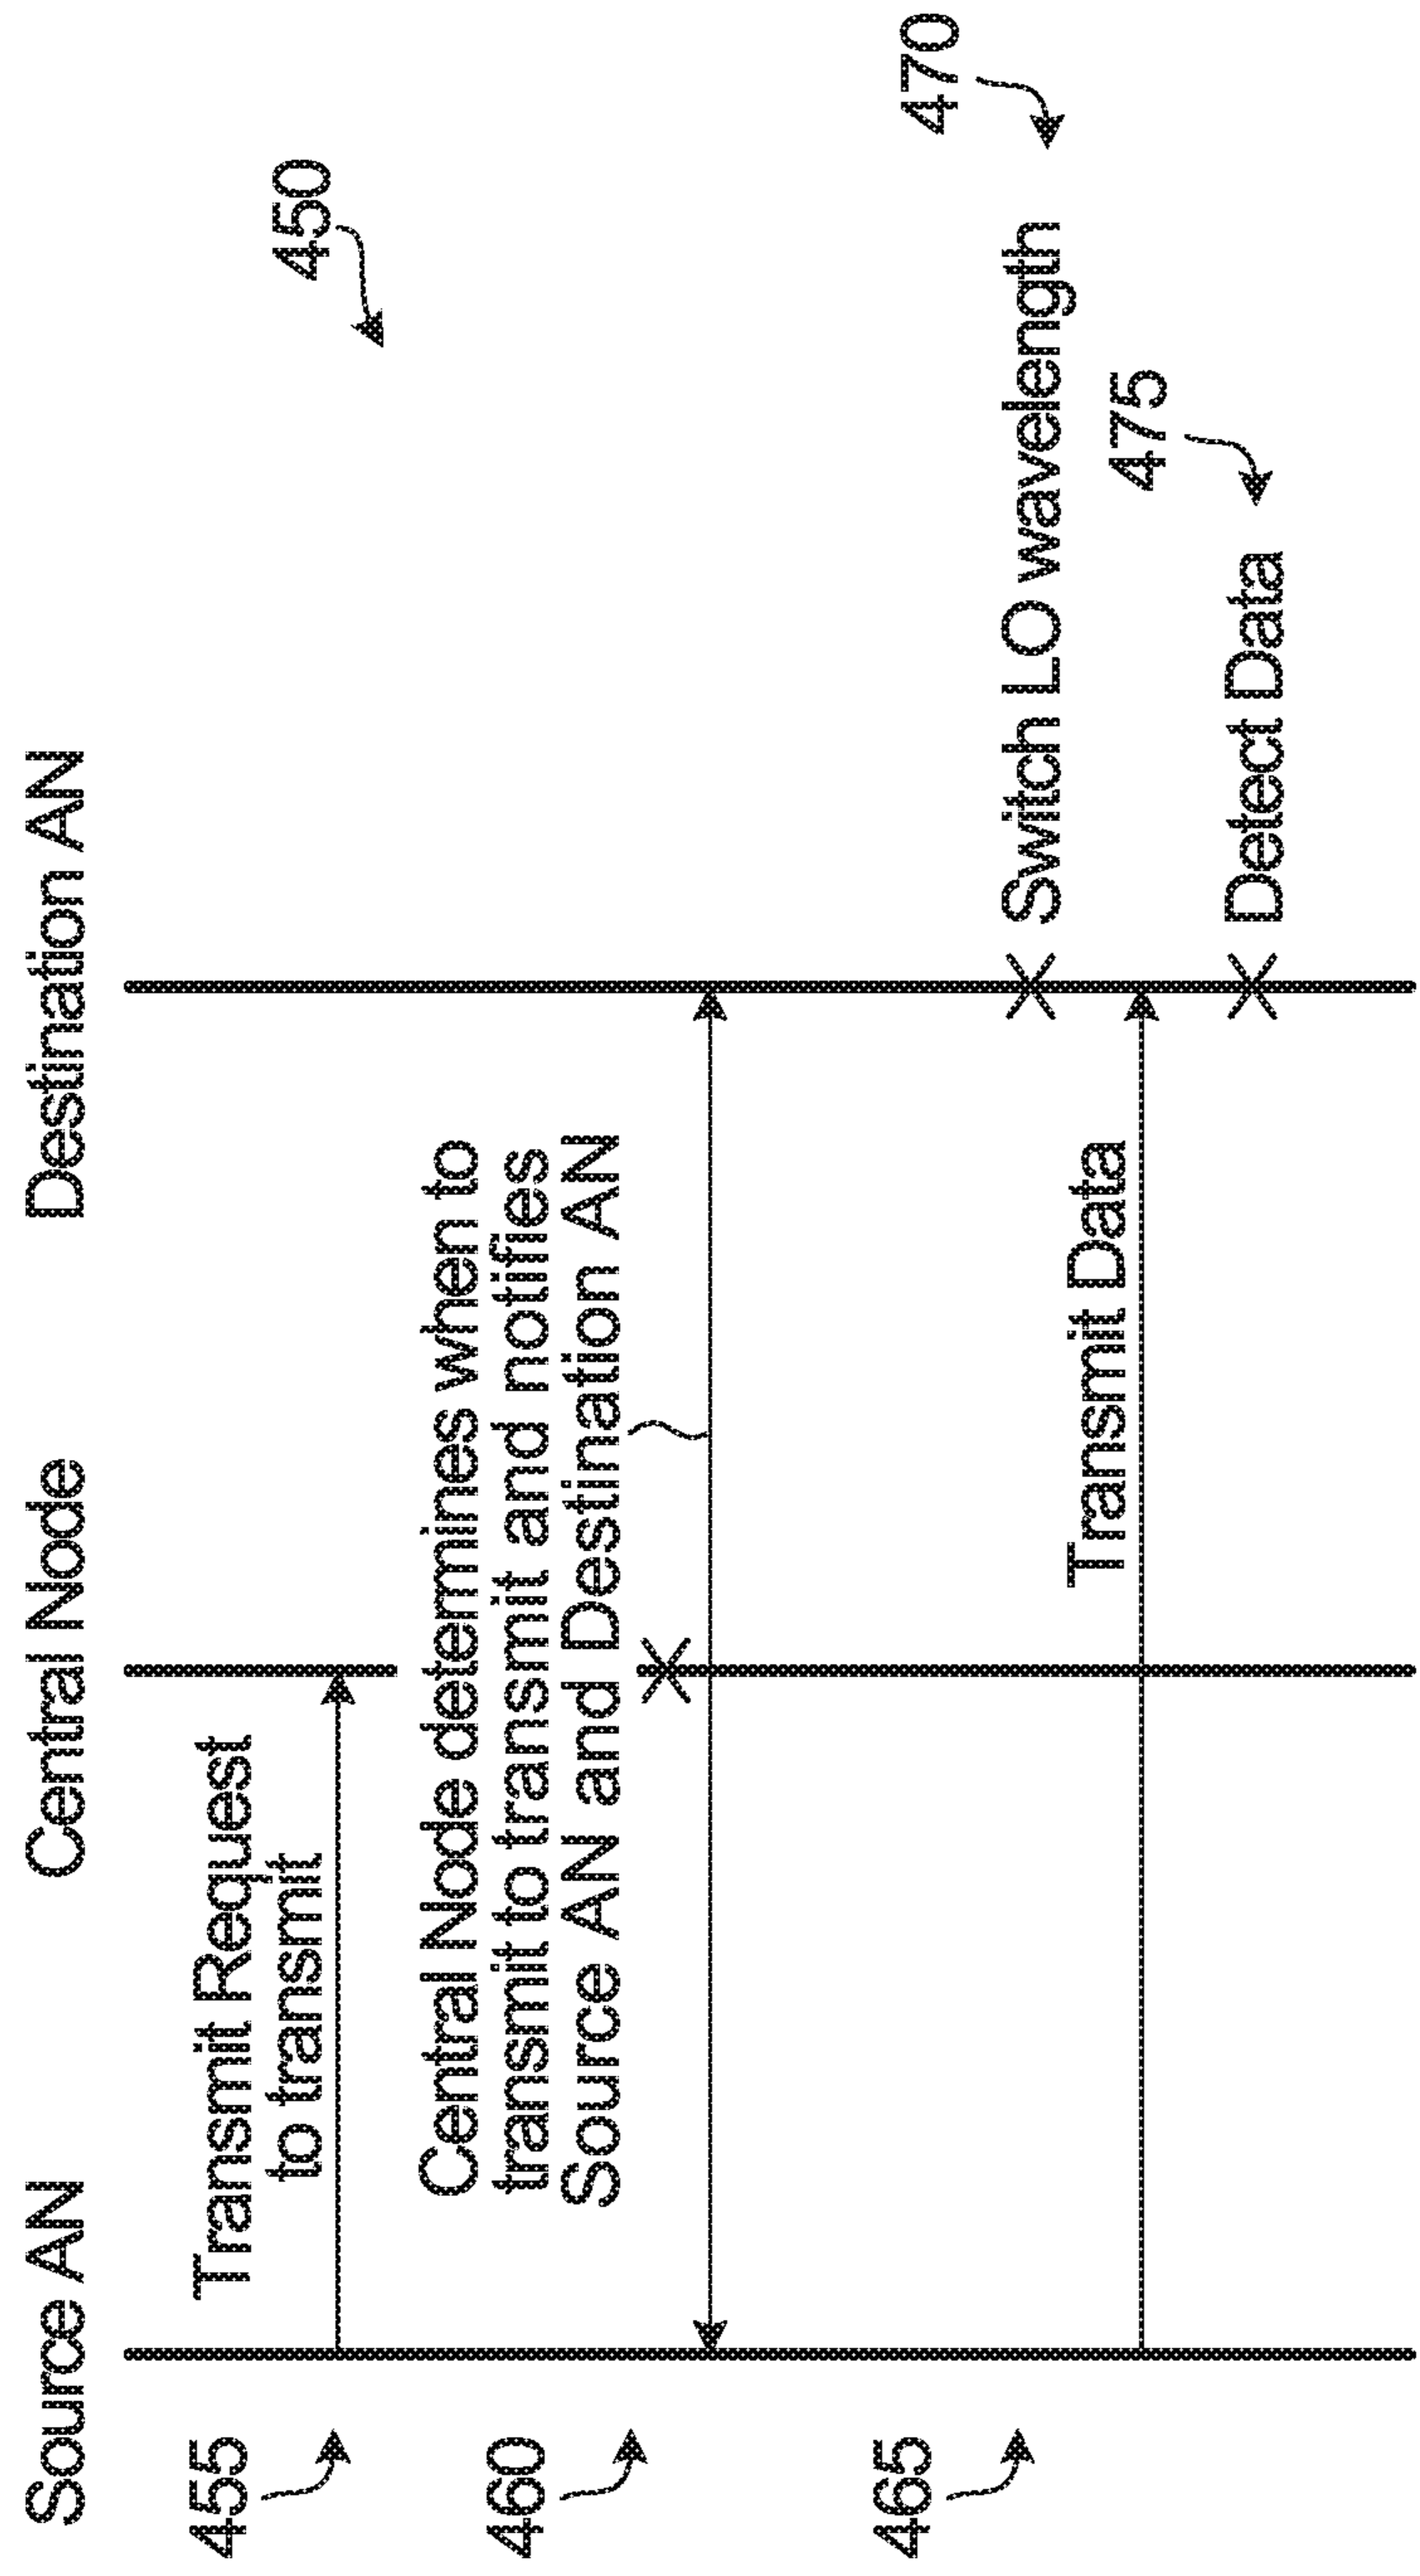 Source AN
Central Node
Destination AN
450
455
Transmit Request
to transmit
460
Central Node determines when to
transmit to transmit and notifies
Source AN and Destination AN
465
Switch LO wavelength
470
Transmit Data
475
Detect Data